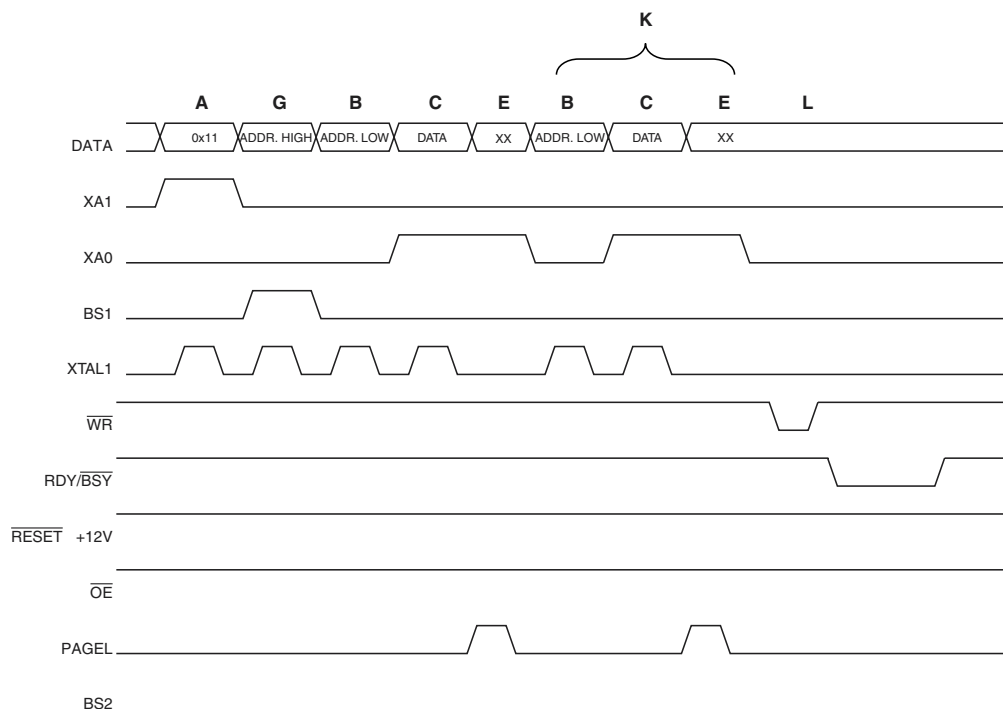 K
A G B C E B C E L
DATA 0x11 ADDR. HIGH ADDR. LOW DATA XX ADDR. LOW DATA XX
XA1
XA0
BS1
XTAL1
WR
RDY/BSY
RESET +12V
OE
PAGEL
BS2